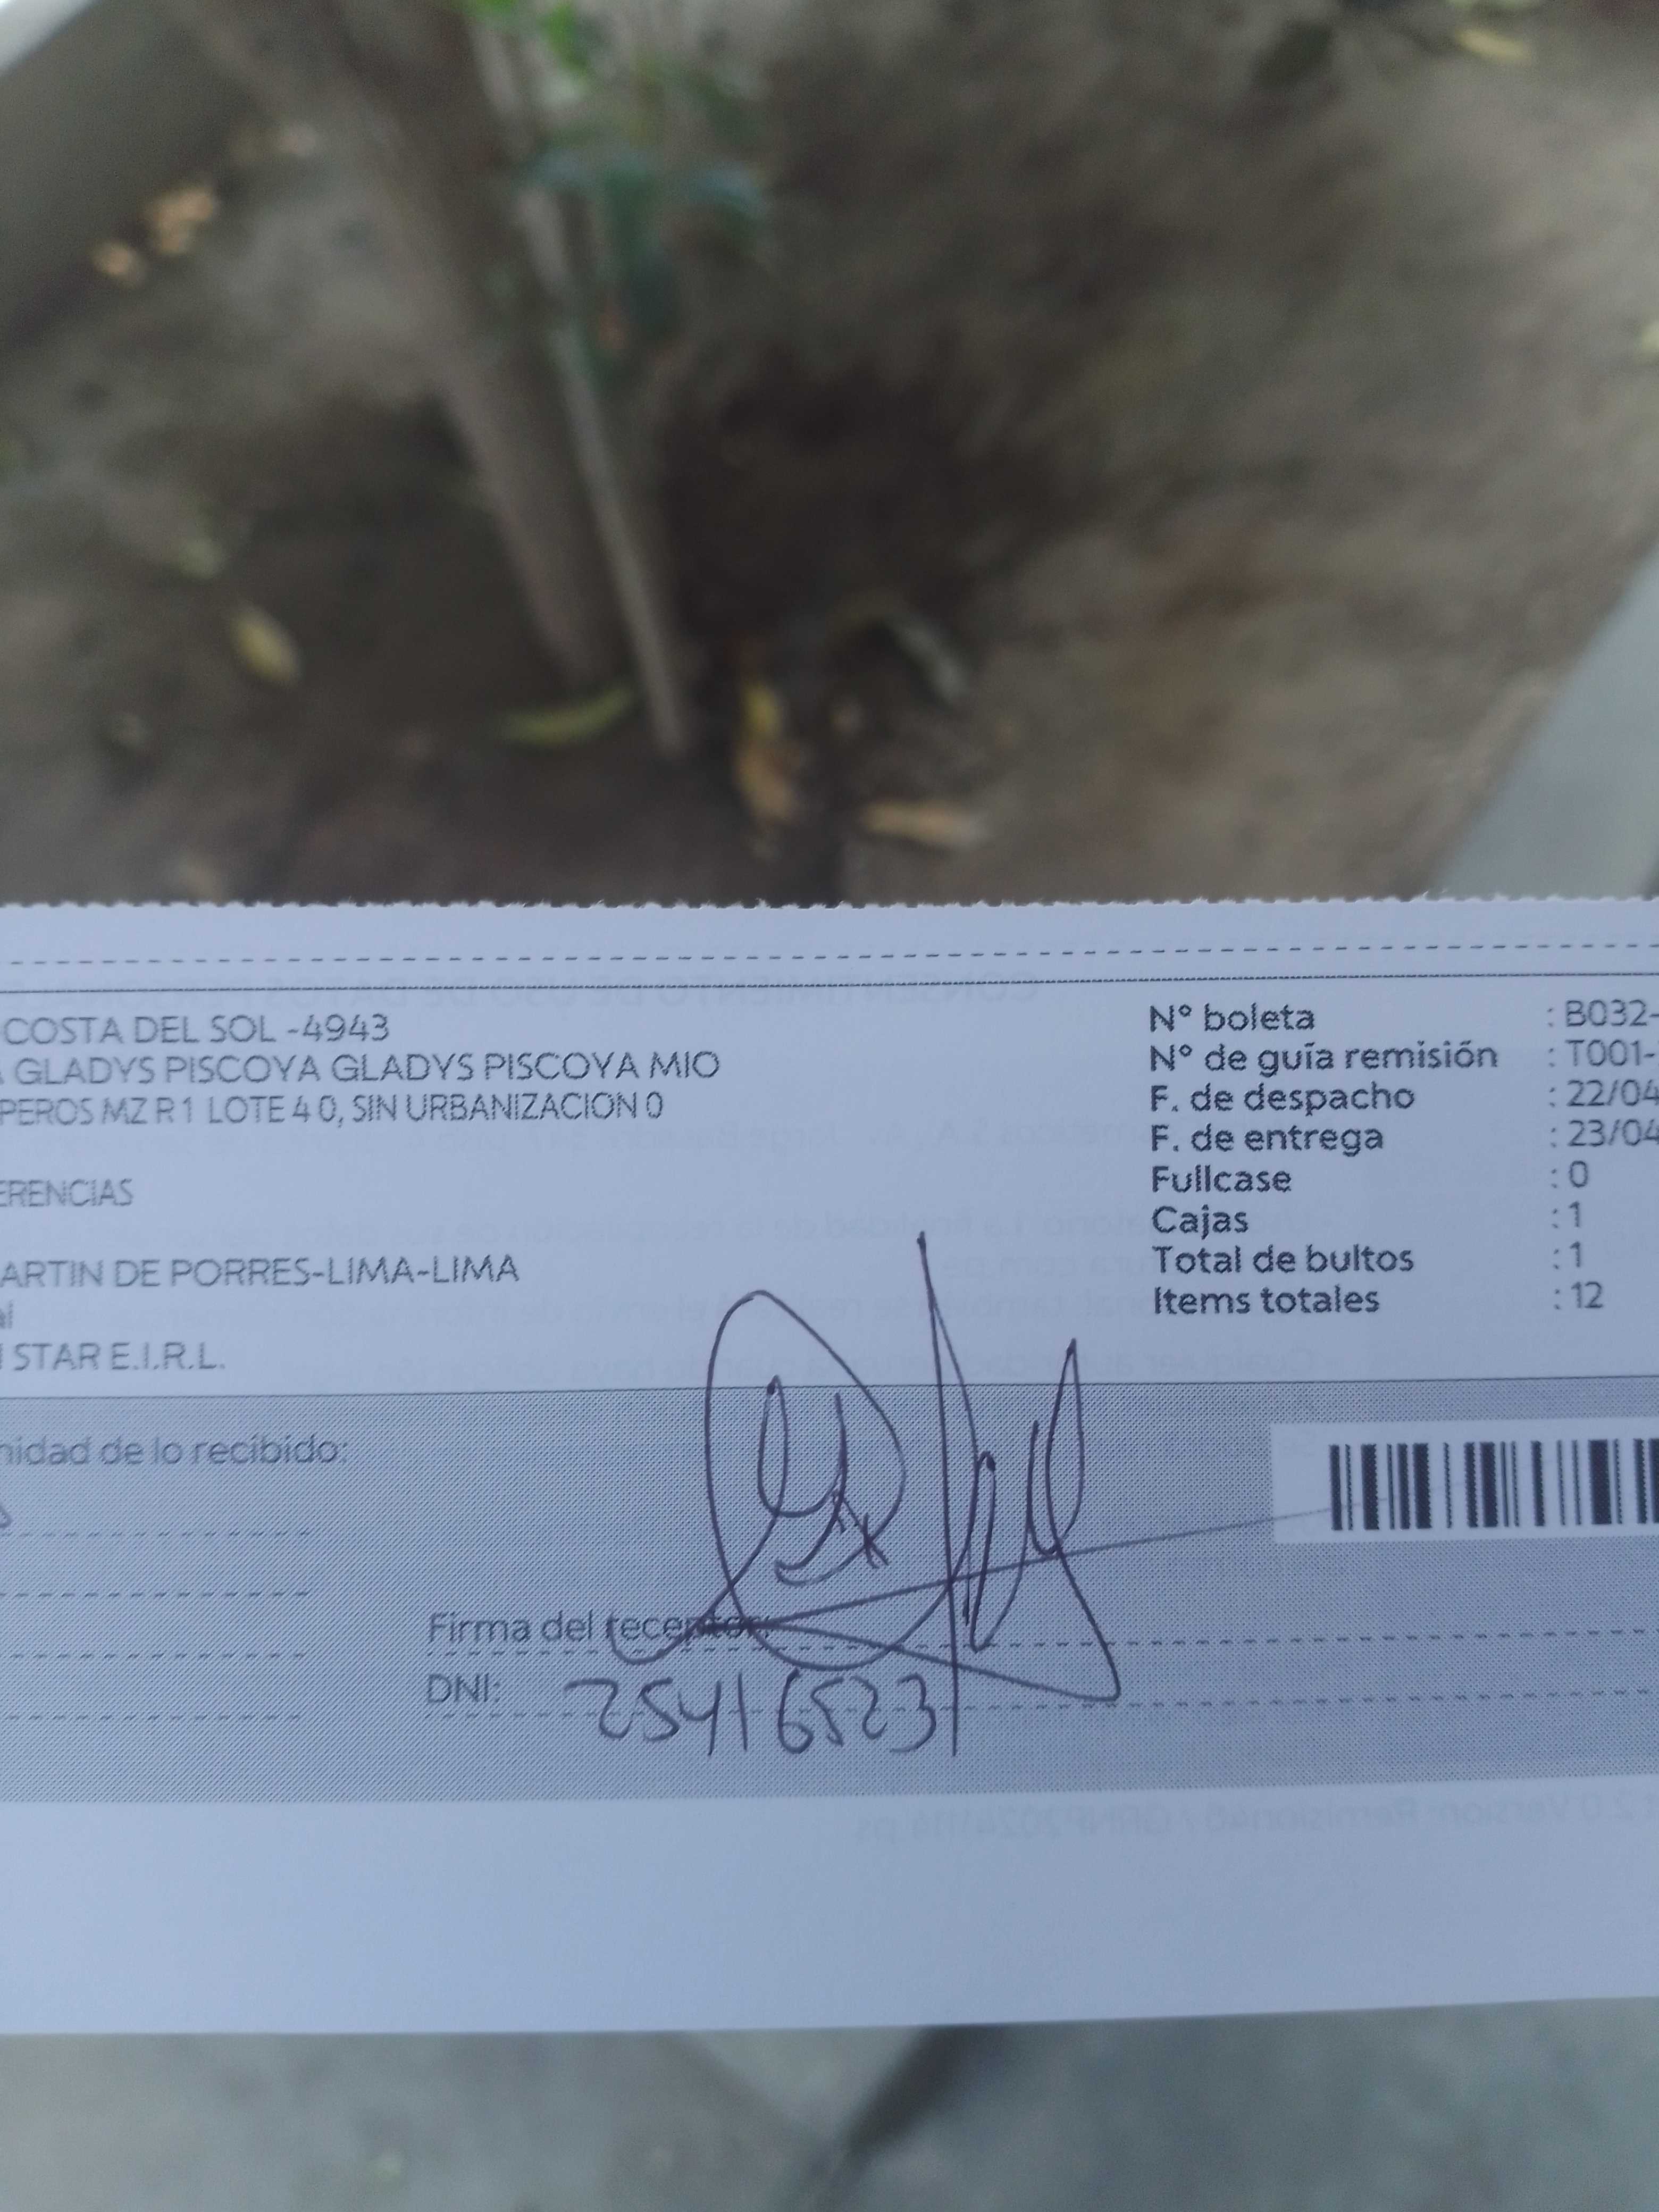 COSTA DEL SOL -4943
GLADYS PISCOYA GLADYS PISCOYA MIO
PEROS MZ R 1 LOTE 4 0, SIN URBANIZACION 0
ERENCIAS
ARTIN DE PORRES-LIMA-LIMA
al
STAR E.I.R.L.
N° boleta : B032-
N° de guía remisión : T001-
F. de despacho : 22/04
F. de entrega : 23/04
Fullcase : 0
Cajas : 1
Total de bultos : 1
Items totales : 12
nidad de lo recibido:
Firma del receptor:
DNI: 25416523